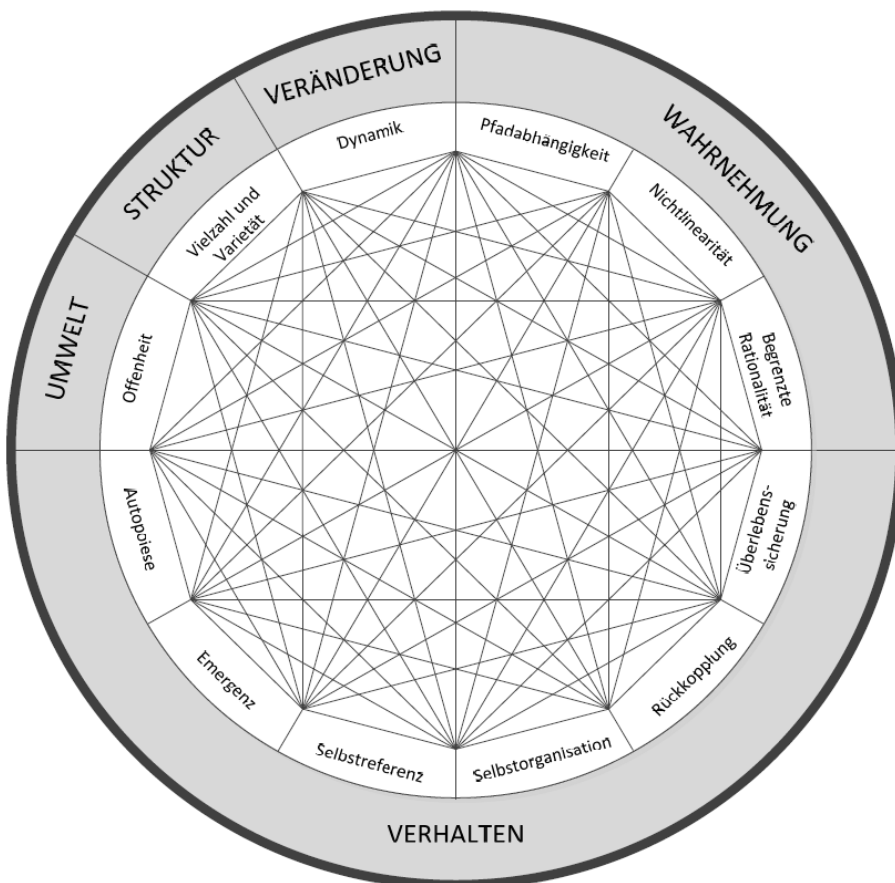 VERÄNDERUNG
WAHRNEHMUNG
STRUKTUR
UMWELT
VERHALTEN
Dynamik
Pfadabhängigkeit
Nichtlinearität
Begrenzte
Rationalität
Überlebens-
sicherung
Rückkopplung
Selbstorganisation
Selbstreferenz
Emergenz
Autopoiese
Offenheit
Vielzahl und
Varietät